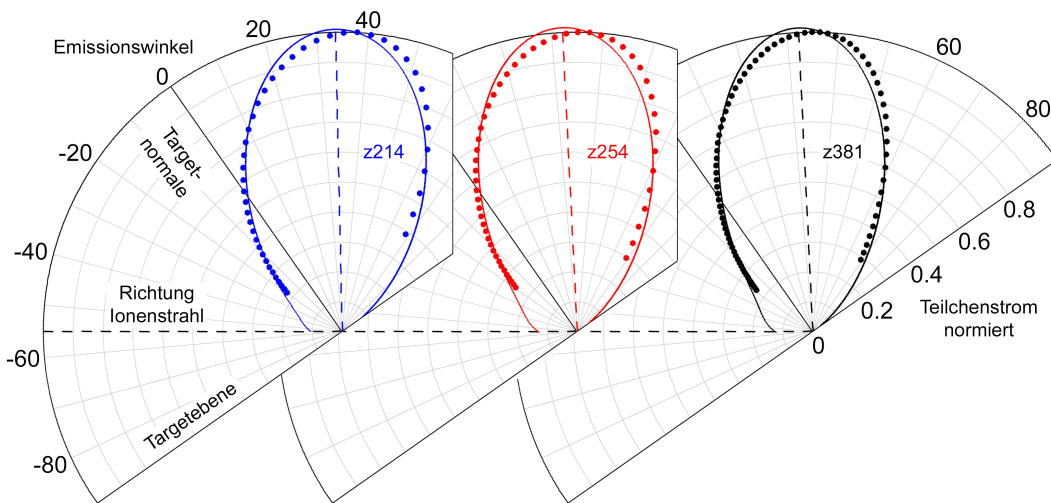 Emissionswinkel
0
20
40
60
80
-20
-40
-60
-80
Target-
normale
z214
z254
z381
Richtung
Ionenstrahl
Targetebene
0
0.2
0.4
0.6
0.8
Teilchenstrom
normiert